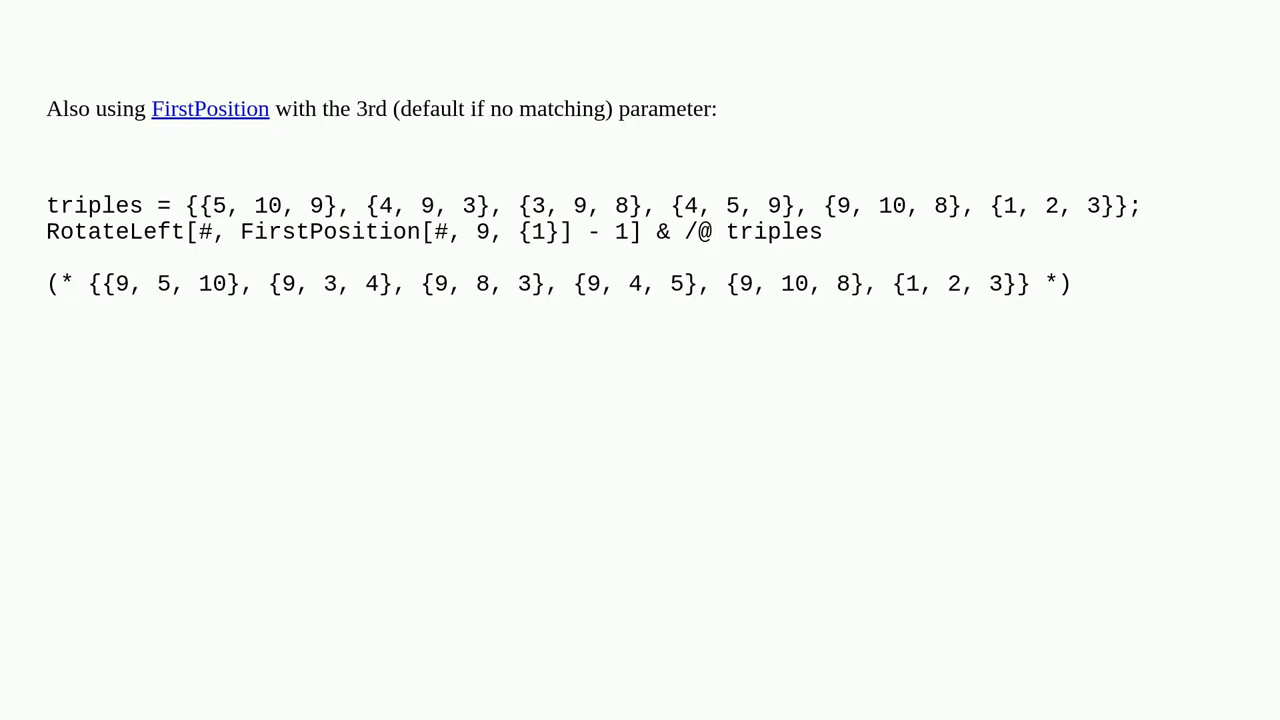 Also using FirstPosition with the 3rd (default if no matching) parameter:
triples = {{5, 10, 9}, {4, 9, 3}, {3, 9, 8}, {4, 5, 9}, {9, 10, 8}, {1, 2, 3}};
RotateLeft[#, FirstPosition[#, 9, {1}] - 1] & /@ triples
(* {{9, 5, 10}, {9, 3, 4}, {9, 8, 3}, {9, 4, 5}, {9, 10, 8}, {1, 2, 3}} *)